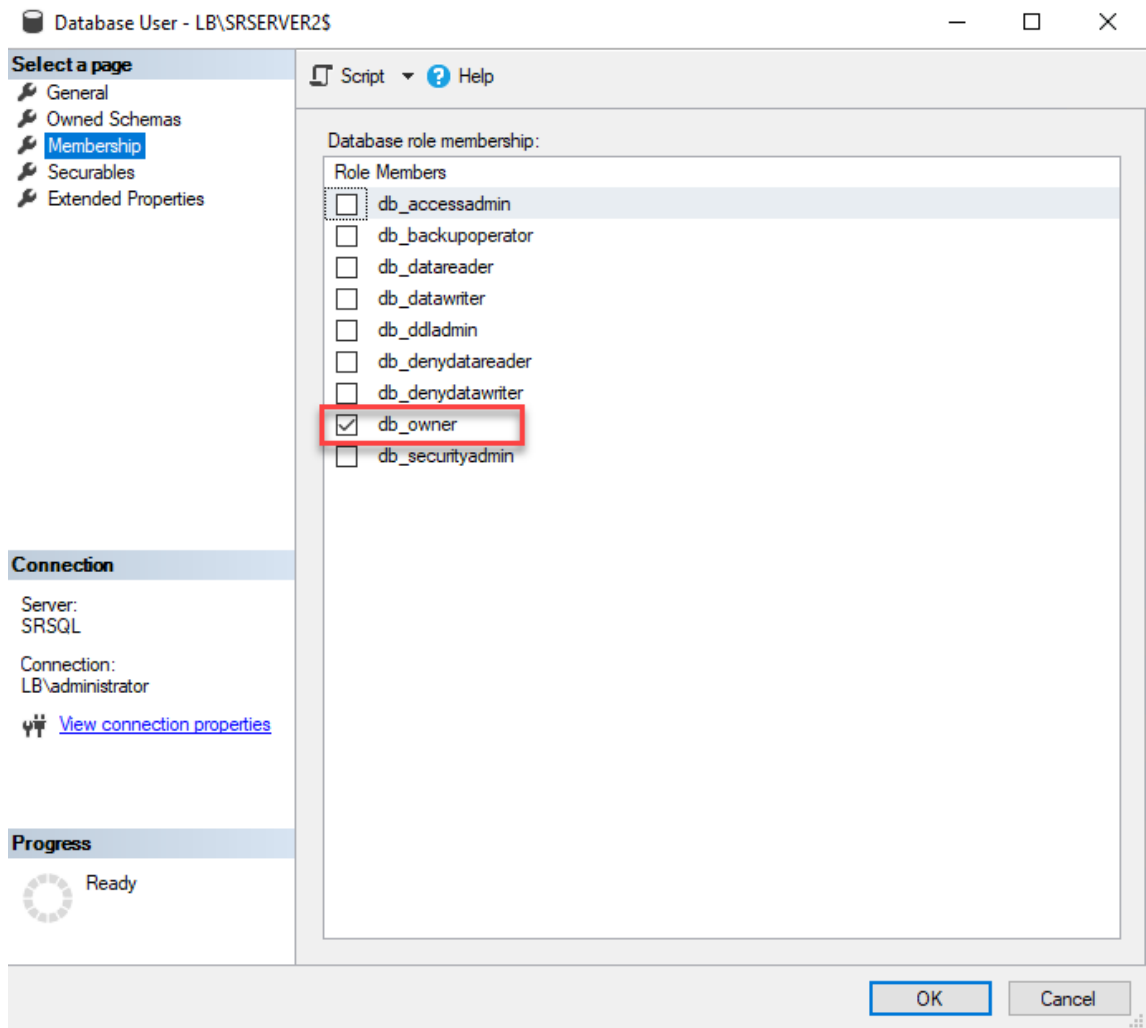 Database User - LB\SRSERVER2$
Select a page
General
Owned Schemas
Membership
Securables
Extended Properties
Script
Help
Database role membership:
Role Members
db_accessadmin
db_backupoperator
db_datareader
db_datawriter
db_ddladmin
db_denydatareader
db_denydatawriter
db_owner
db_securityadmin
Connection
Server:
SRSQL
Connection:
LB\administrator
View connection properties
Progress
Ready
OK
Cancel